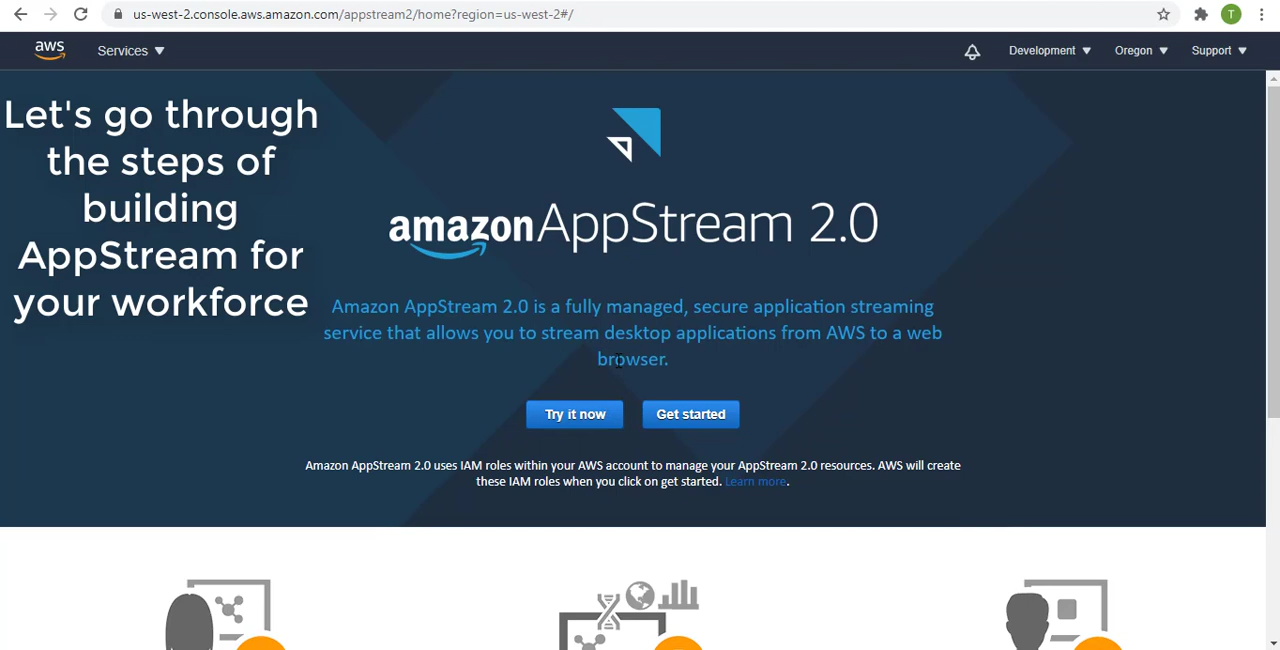 us-west-2.console.aws.amazon.com/appstream2/home?region=us-west-2#/
T
aws
Services
Development
Oregon
Support
Let's go through
the steps of
building
AppStream for
your workforce
amazon AppStream 2.0
Amazon AppStream 2.0 is a fully managed, secure application streaming
service that allows you to stream desktop applications from AWS to a web
browser.
Try it now
Get started
Amazon AppStream 2.0 uses IAM roles within your AWS account to manage your AppStream 2.0 resources. AWS will create
these IAM roles when you click on get started. Learn more.